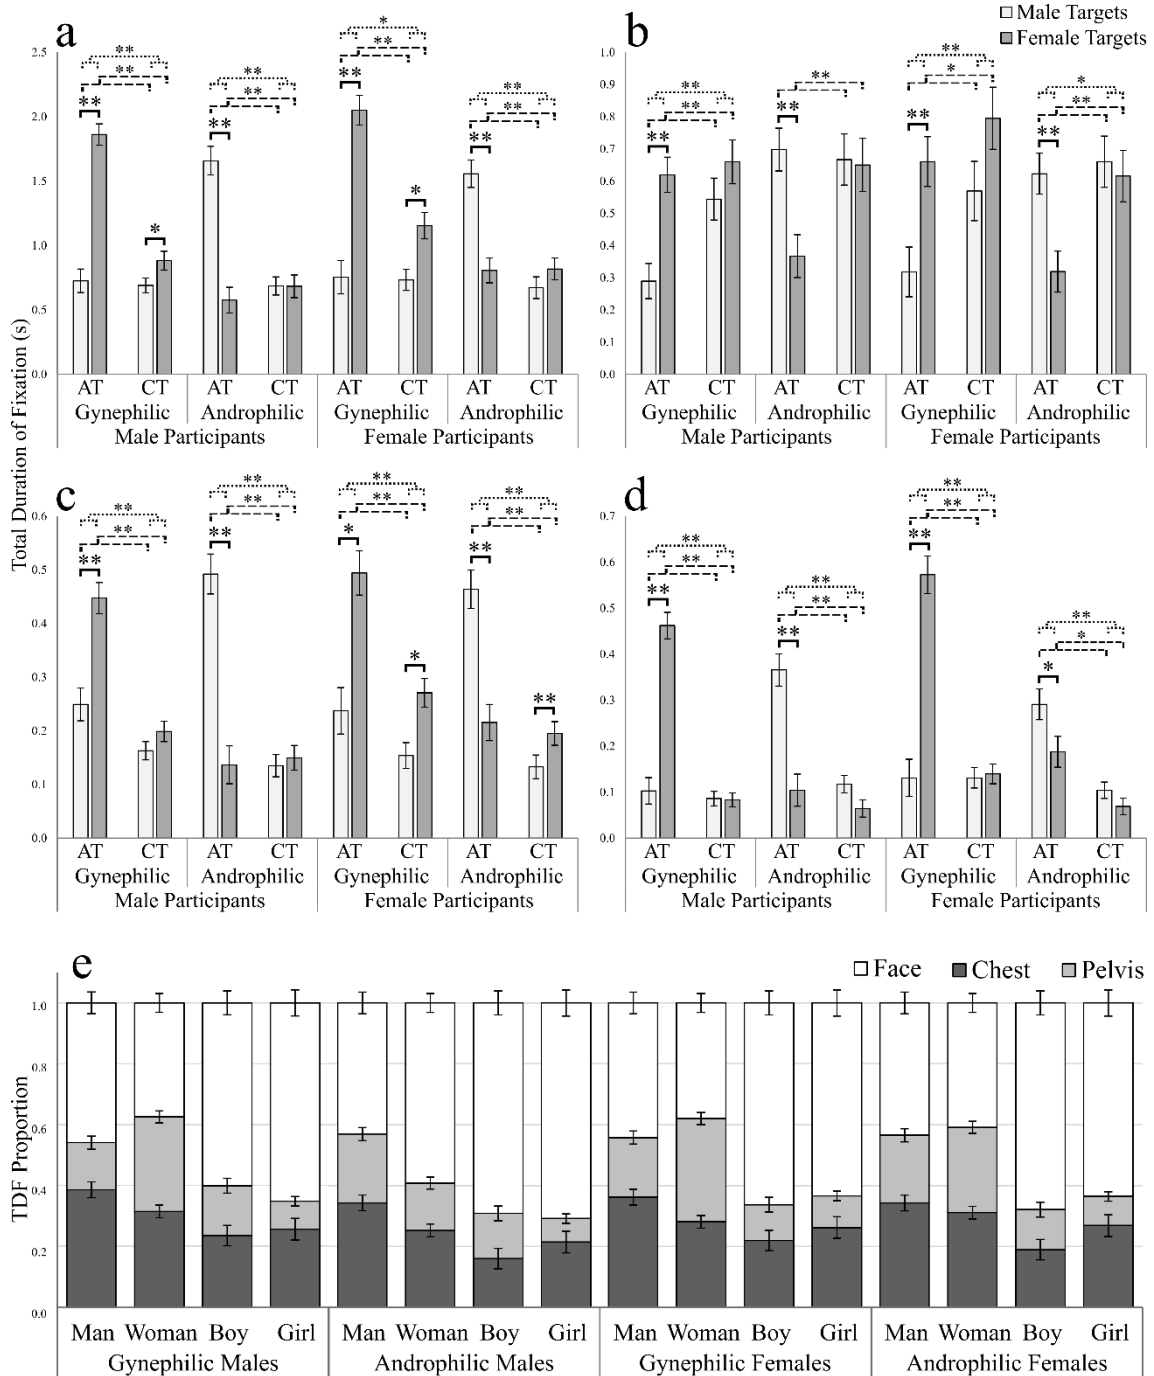 a
b
Male Targets
Female Targets
Total Duration of Fixation (s)
2.5
2.0
1.5
1.0
0.5
0.0
** ** ** ** ** ** * ** ** ** ** **
* *
AT CT AT CT AT CT AT CT
Gynephilic Androphilic Gynephilic Androphilic
Male Participants Female Participants
1.0
0.9
0.8
0.7
0.6
0.5
0.4
0.3
0.2
0.1
0.0
** ** ** ** ** ** * ** * ** **
AT CT AT CT AT CT AT CT
Gynephilic Androphilic Gynephilic Androphilic
Male Participants Female Participants
c
0.6
0.5
0.4
0.3
0.2
0.1
0.0
** ** ** ** ** ** ** ** * ** ** **
* **
AT CT AT CT AT CT AT CT
Gynephilic Androphilic Gynephilic Androphilic
Male Participants Female Participants
d
0.7
0.6
0.5
0.4
0.3
0.2
0.1
0.0
** ** ** ** ** ** ** ** ** ** * *
AT CT AT CT AT CT AT CT
Gynephilic Androphilic Gynephilic Androphilic
Male Participants Female Participants
e
Face Chest Pelvis
TDF Proportion
1.0
0.8
0.6
0.4
0.2
0.0
Man Woman Boy Girl Man Woman Boy Girl Man Woman Boy Girl Man Woman Boy Girl
Gynephilic Males Androphilic Males Gynephilic Females Androphilic Females